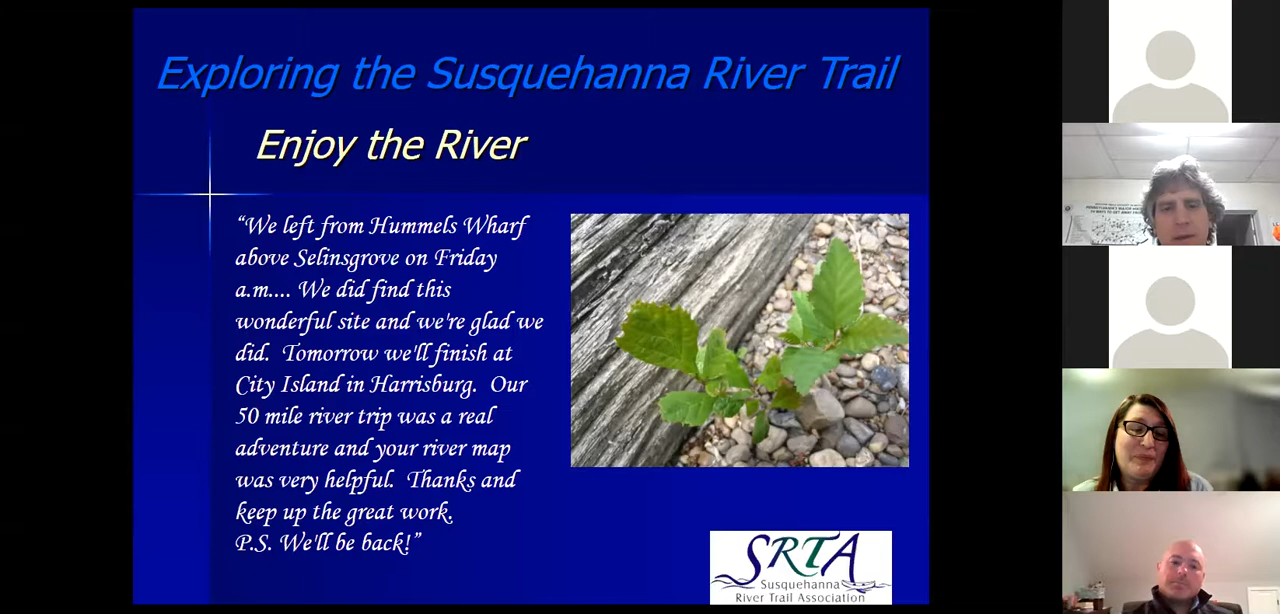 Exploring the Susquehanna River Trail
Enjoy the River
“We left from Hummels Wharf
above Selinsgrove on Friday
a.m.... We did find this
wonderful site and we're glad we
did.  Tomorrow we'll finish at
City Island in Harrisburg.  Our
50 mile river trip was a real
adventure and your river map
was very helpful.  Thanks and
keep up the great work.
P.S. We'll be back!”
SRTA
Susquehanna
River Trail Association